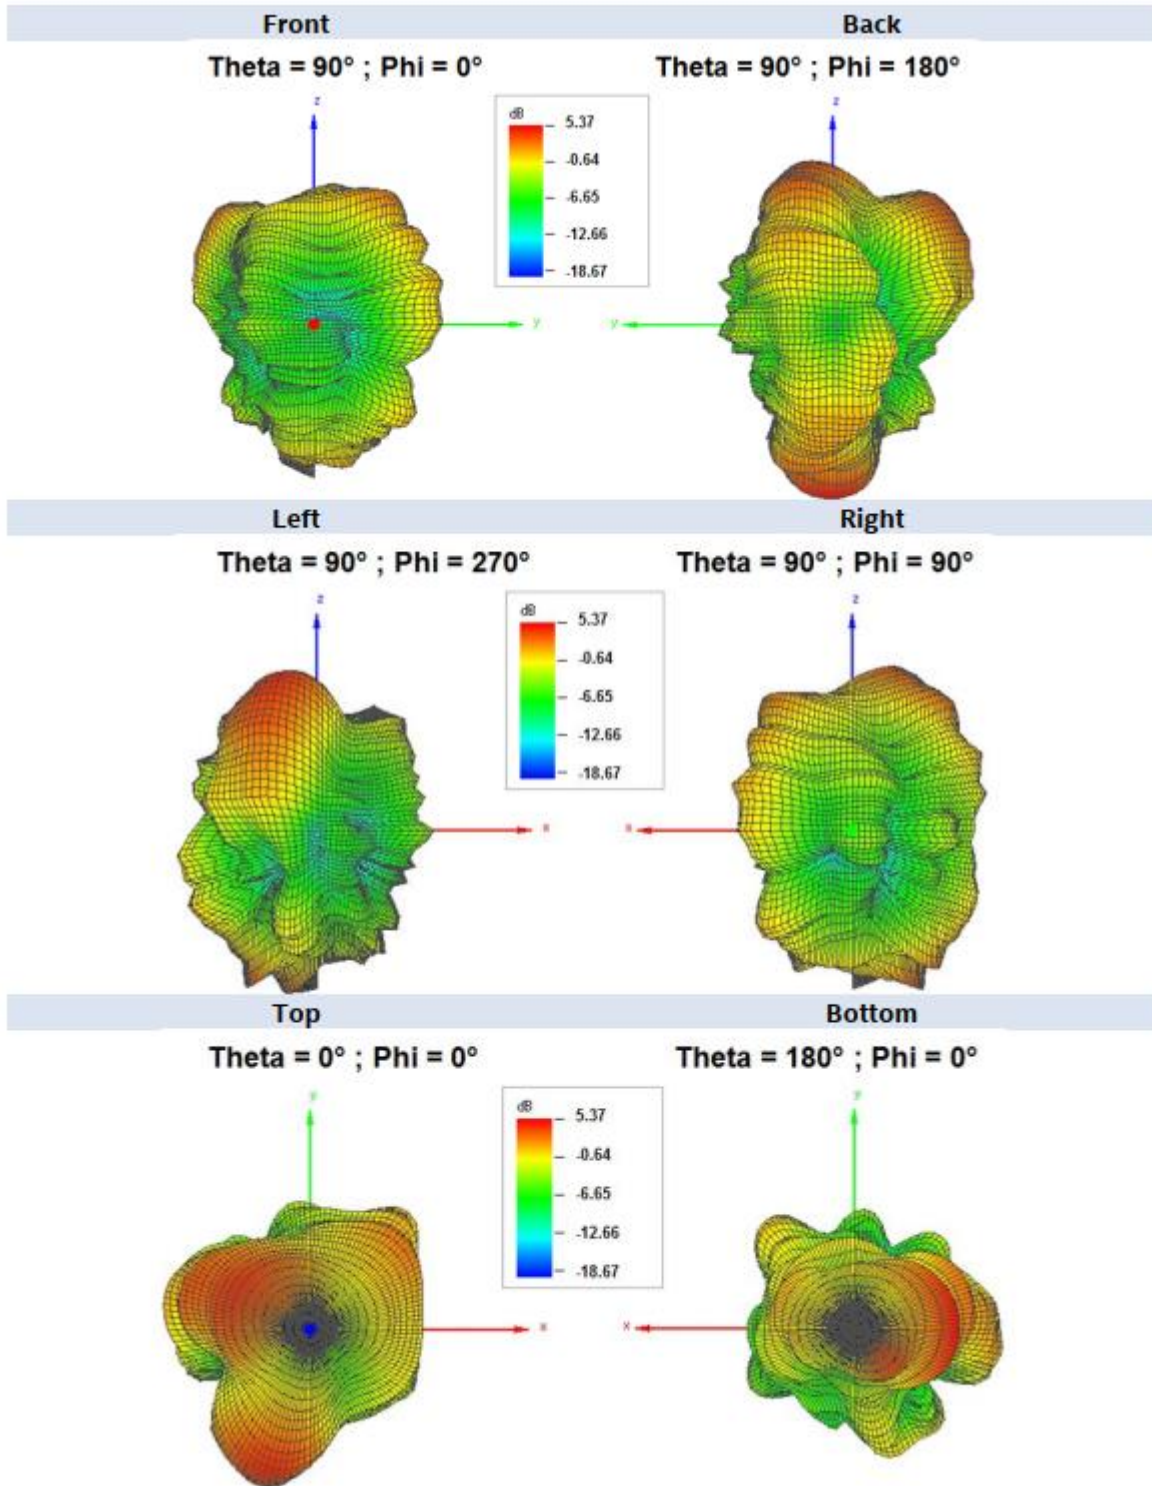 Front Back
Theta = 90° ; Phi = 0° Theta = 90° ; Phi = 180°
z z
dB
5.37
-0.64
-6.65
-12.66
-18.67
y y
Left Right
Theta = 90° ; Phi = 270° Theta = 90° ; Phi = 90°
z z
dB
5.37
-0.64
-6.65
-12.66
-18.67
x x
Top Bottom
Theta = 0° ; Phi = 0° Theta = 180° ; Phi = 0°
y y
dB
5.37
-0.64
-6.65
-12.66
-18.67
x x